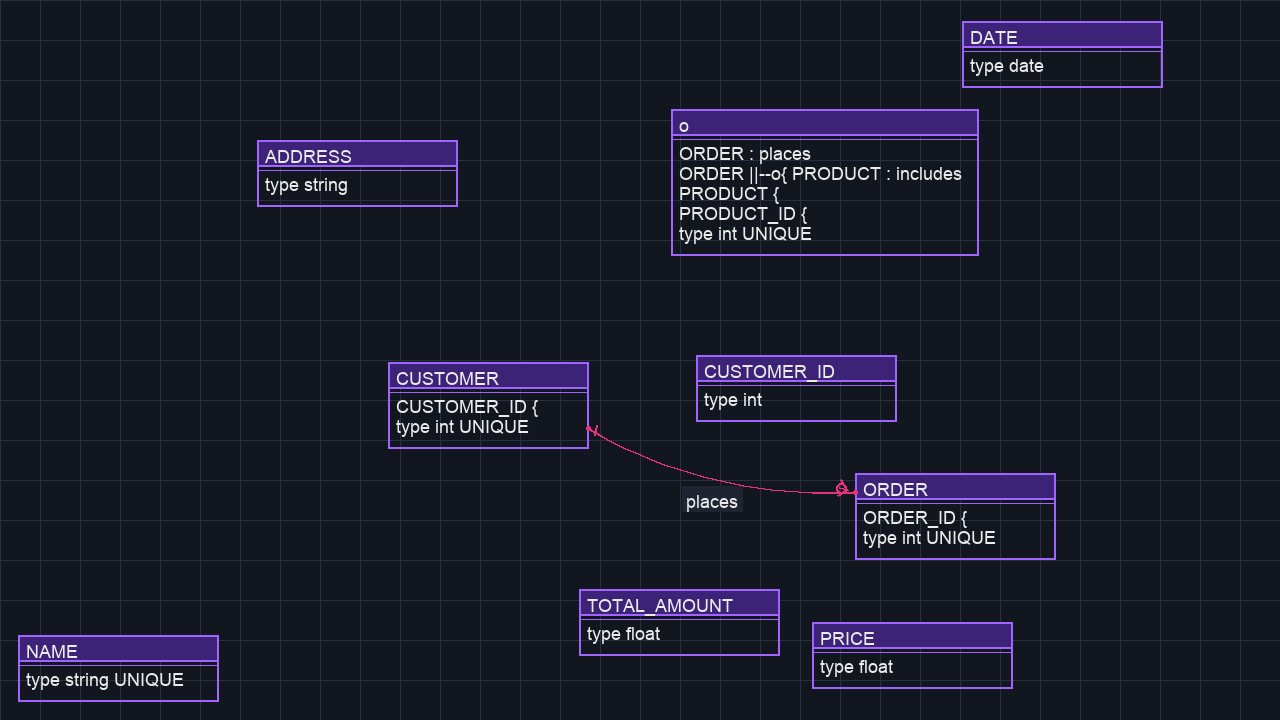 DATE
type date
o
ORDER : places
ORDER ||--o{ PRODUCT : includes
PRODUCT {
PRODUCT_ID {
type int UNIQUE
ADDRESS
type string
CUSTOMER
CUSTOMER_ID {
type int UNIQUE
CUSTOMER_ID
type int
places
ORDER
ORDER_ID {
type int UNIQUE
TOTAL_AMOUNT
type float
PRICE
type float
NAME
type string UNIQUE